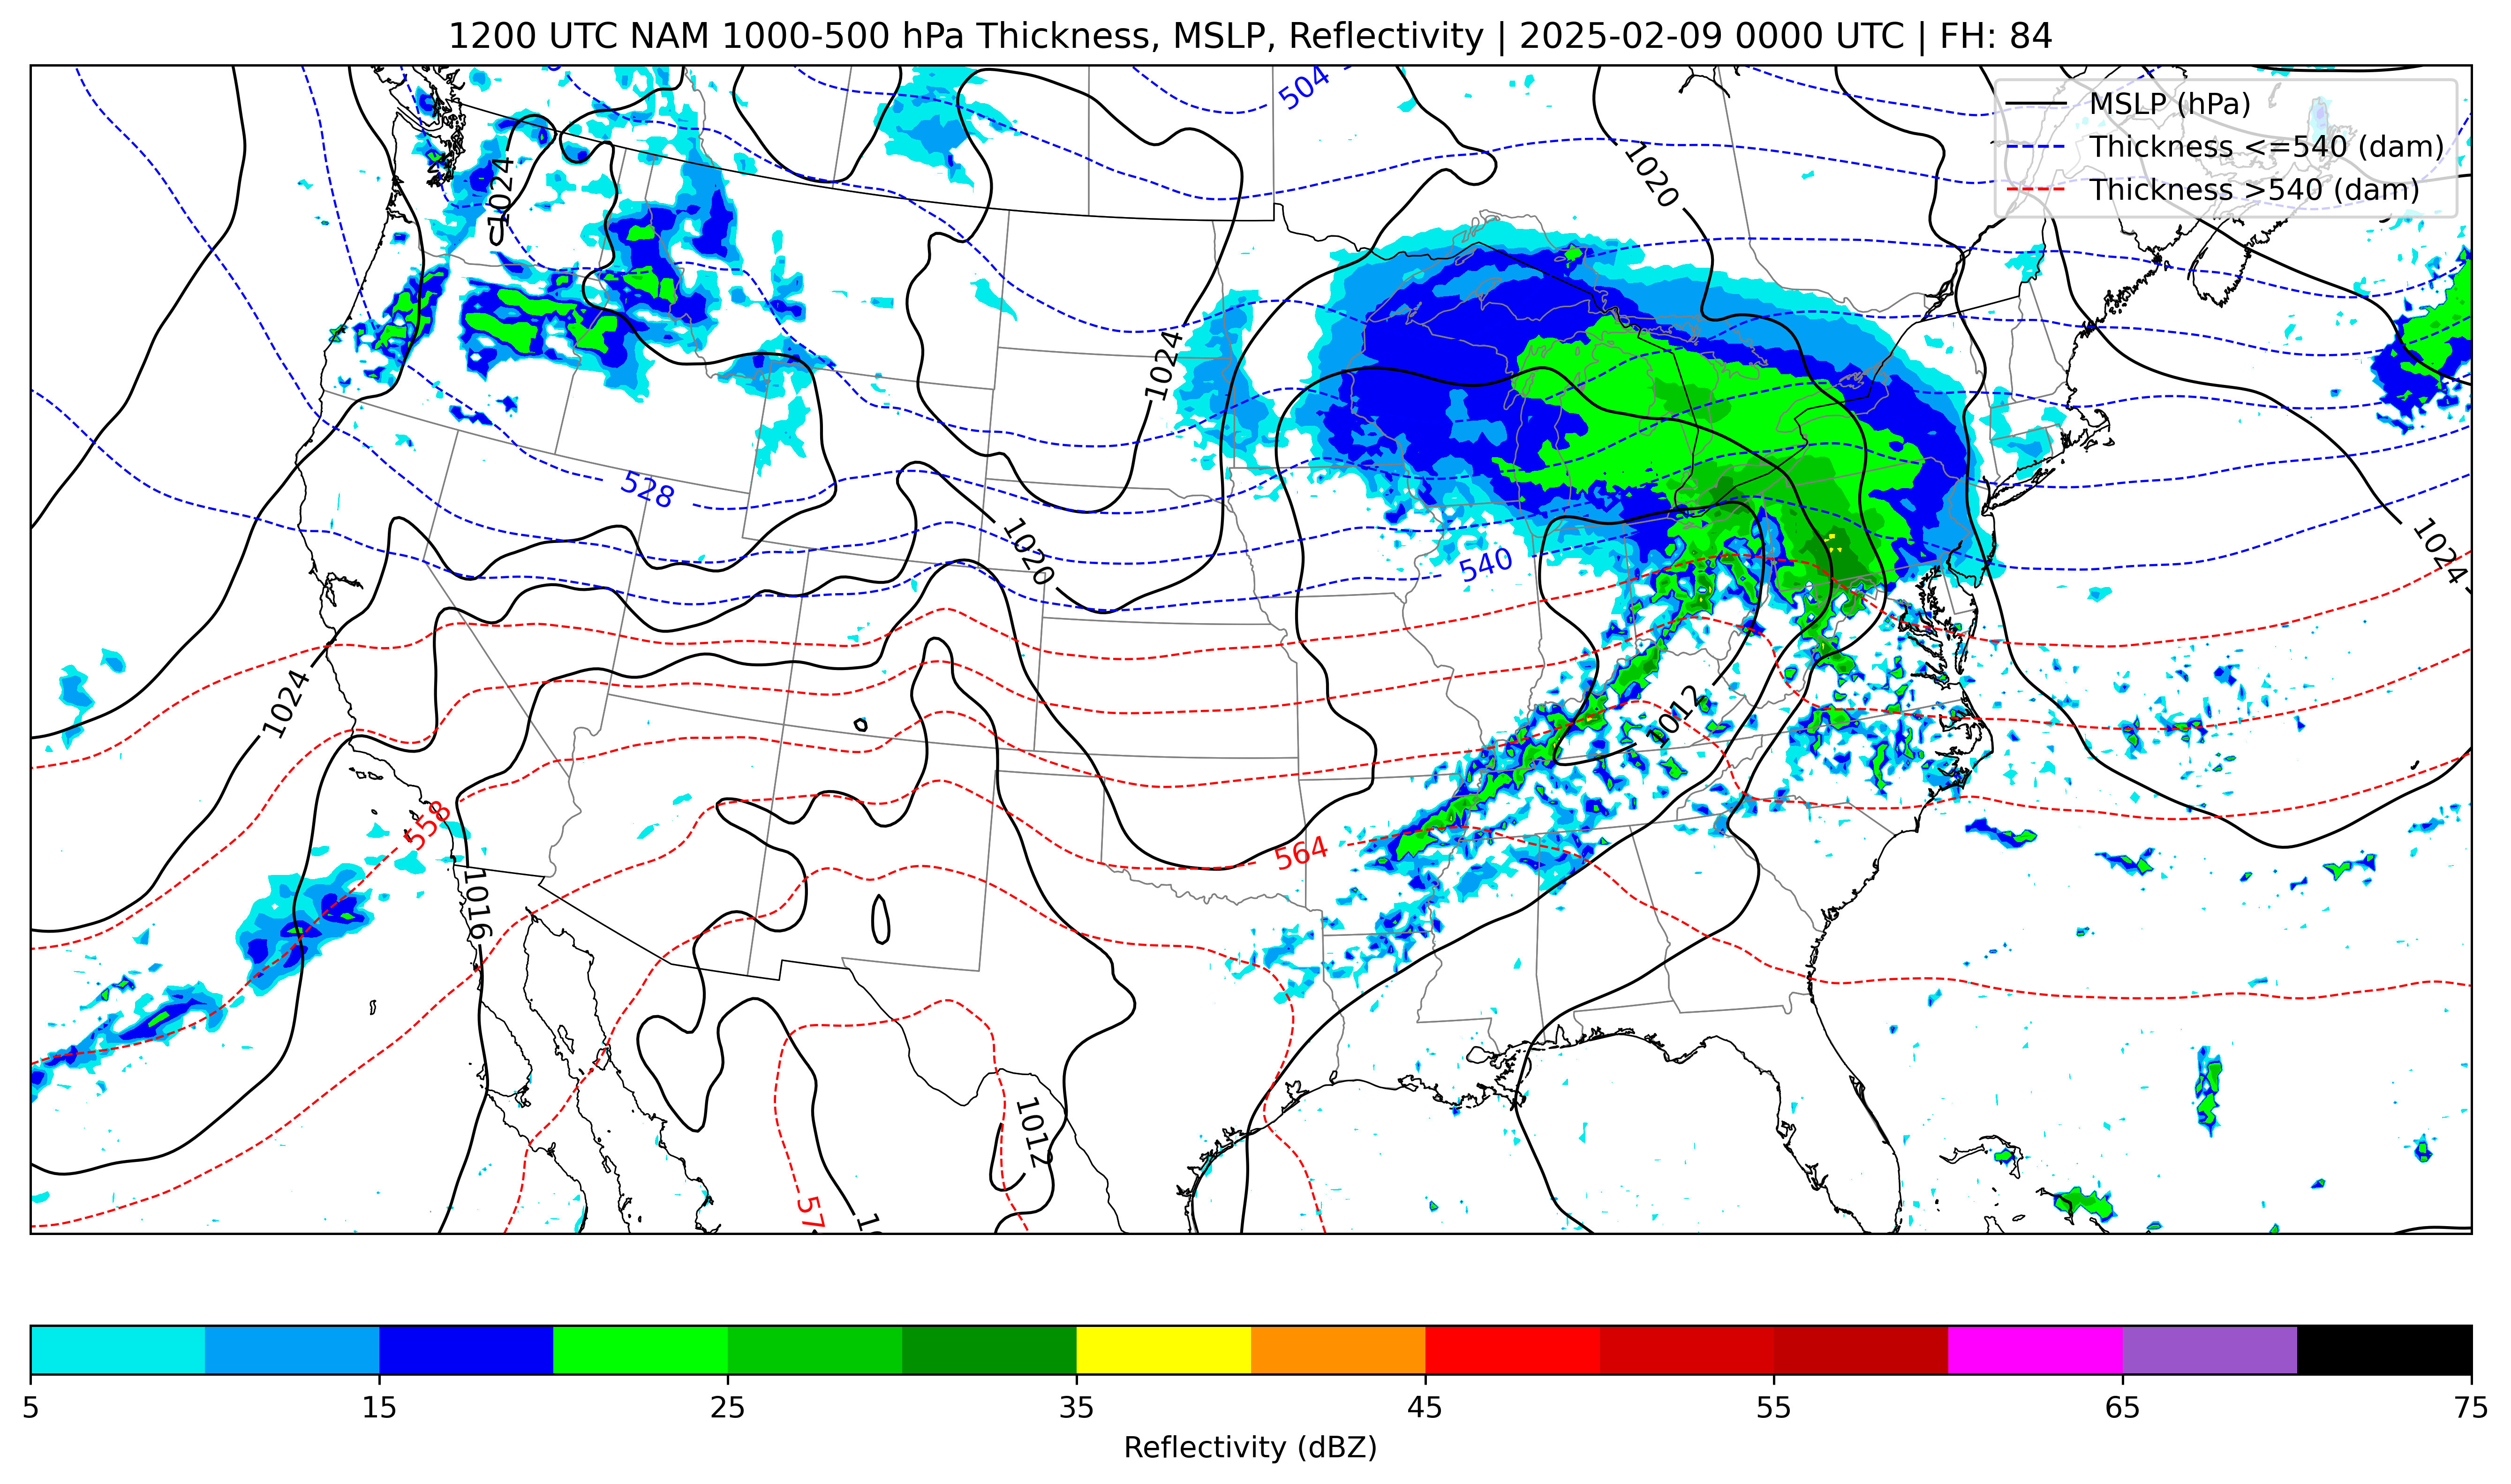 1200 UTC NAM 1000-500 hPa Thickness, MSLP, Reflectivity | 2025-02-09 0000 UTC | FH: 84
MSLP (hPa)
Thickness <=540 (dam)
Thickness >540 (dam)
504
1020
1024
1024
528
1020
540
1024
1024
1012
558
564
1016
1012
57
5 15 25 35 45 55 65 75
Reflectivity (dBZ)